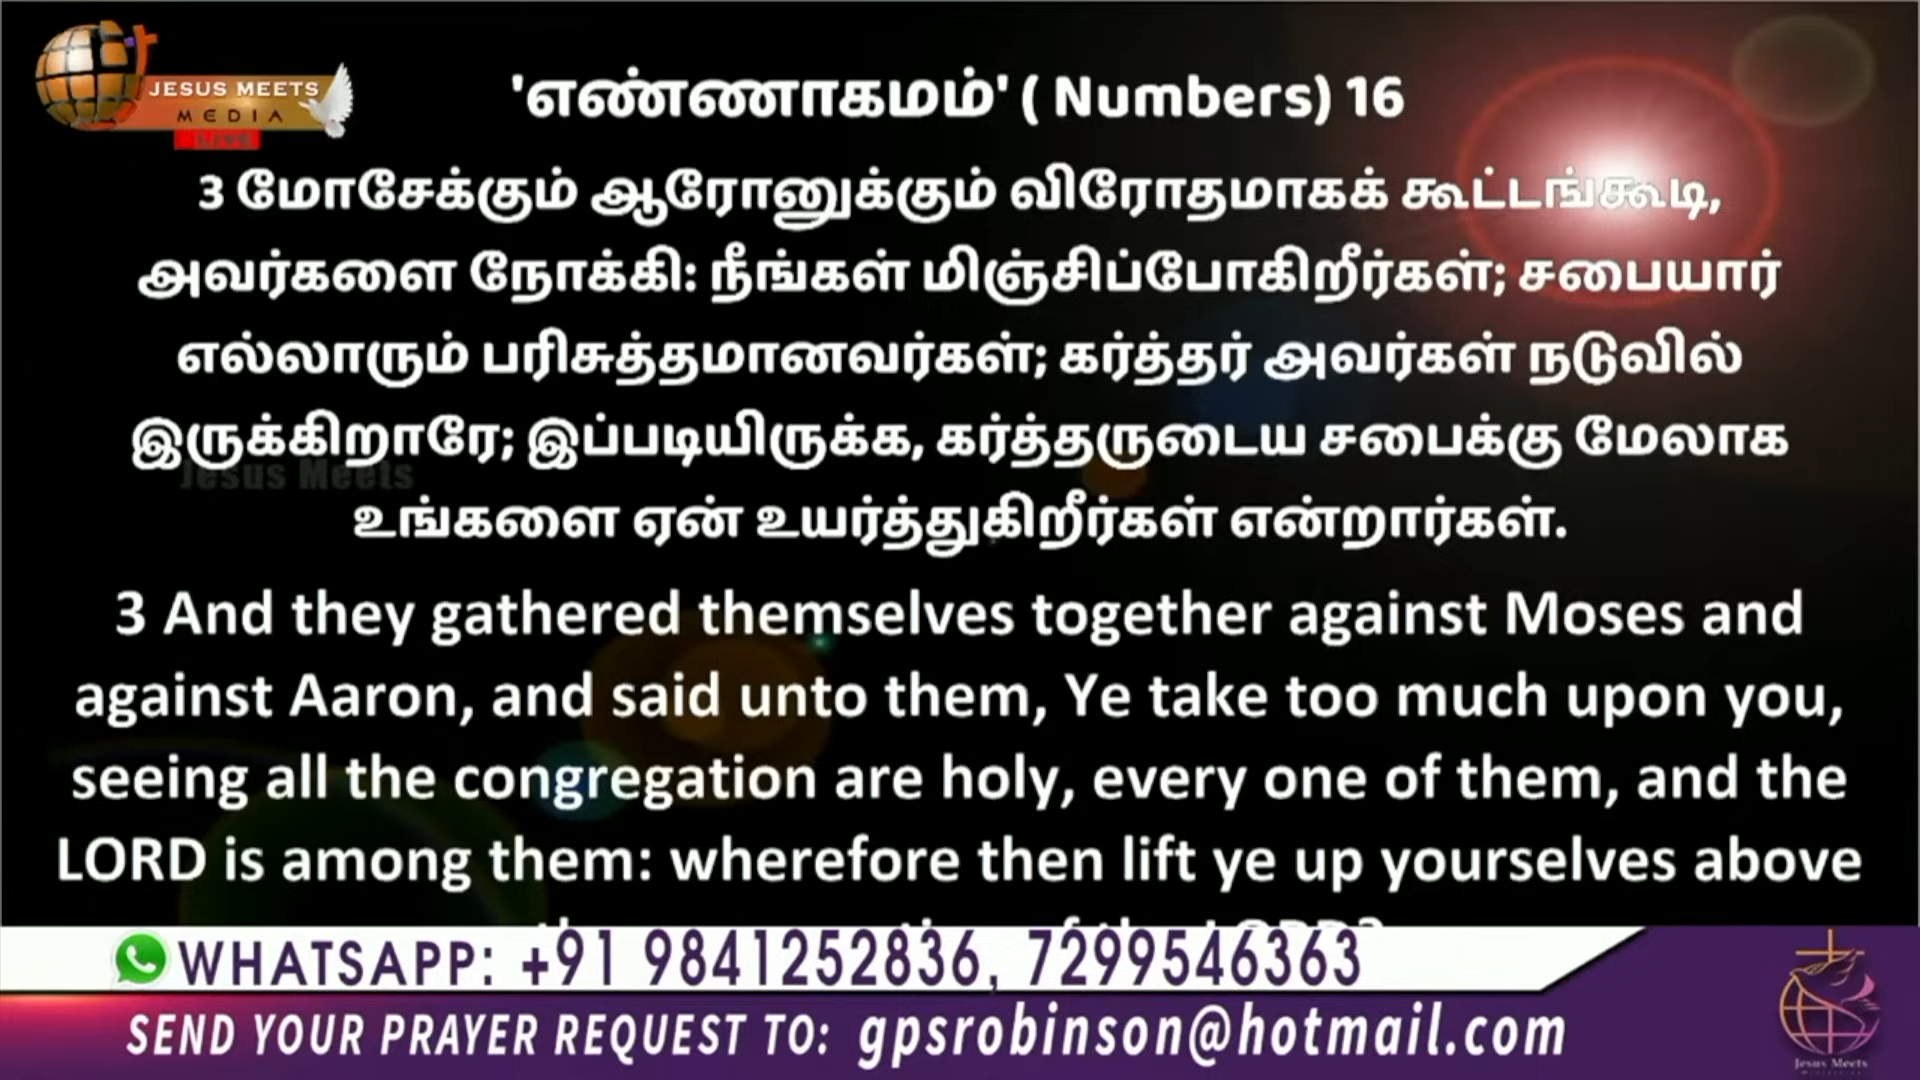 JESUS MEETS
MEDIA
LIVE
'எண்ணாகமம்' ( Numbers) 16
3 மோசேக்கும் ஆரோனுக்கும் விரோதமாகக் கூட்டங்கூடி,
அவர்களை நோக்கி: நீங்கள் மிஞ்சிப்போகிறீர்கள்; சபையார்
எல்லாரும் பரிசுத்தமானவர்கள்; கர்த்தர் அவர்கள் நடுவில்
இருக்கிறாரே; இப்படியிருக்க, கர்த்தருடைய சபைக்கு மேலாக
Jesus Meets
உங்களை ஏன் உயர்த்துகிறீர்கள் என்றார்கள்.
3 And they gathered themselves together against Moses and
against Aaron, and said unto them, Ye take too much upon you,
seeing all the congregation are holy, every one of them, and the
LORD is among them: wherefore then lift ye up yourselves above
WHATSAPP: +91 9841252836, 7299546363
SEND YOUR PRAYER REQUEST TO: gpsrobinson@hotmail.com
Jesus Meets